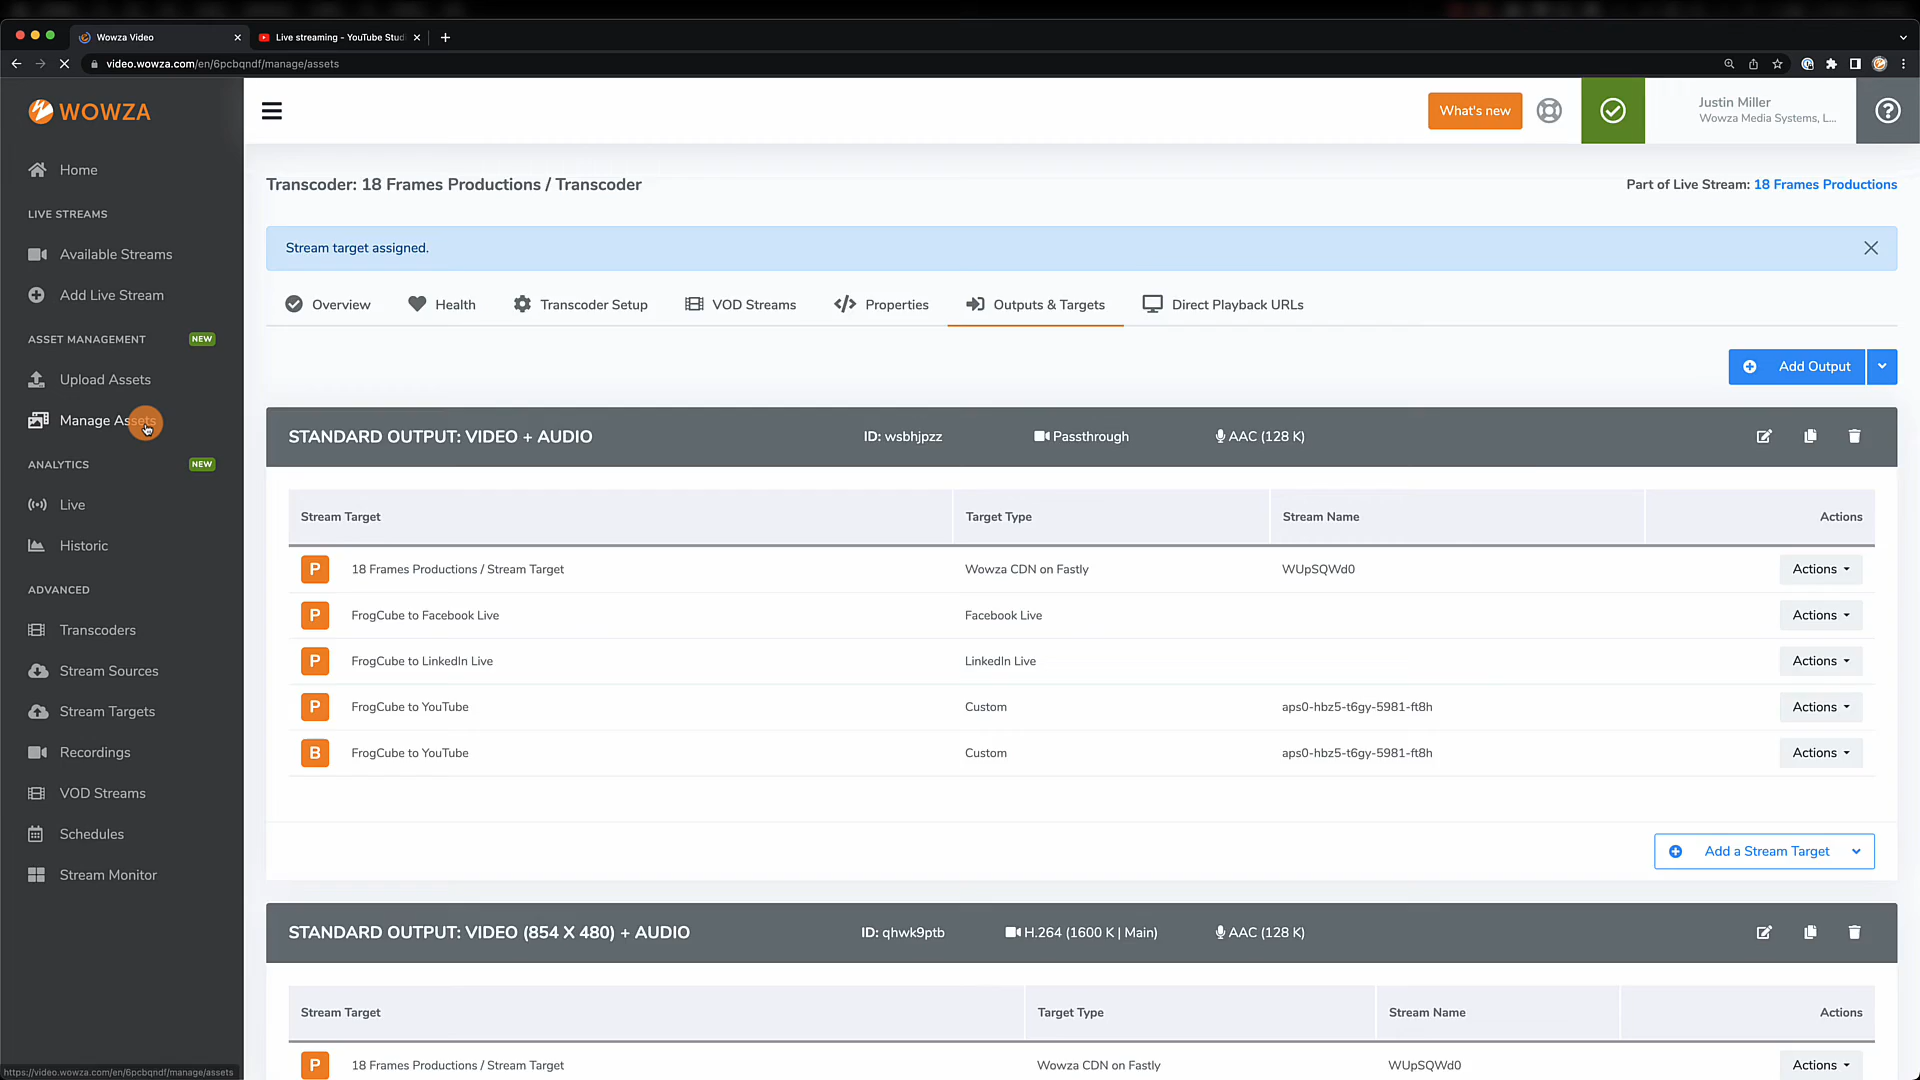 Wowza Video
Live streaming - YouTube Stud
video.wowza.com/en/6pcbqndf/manage/assets
WOWZA
What's new
Justin Miller
Wowza Media Systems, L...
Home
LIVE STREAMS
Available Streams
Add Live Stream
ASSET MANAGEMENT NEW
Upload Assets
Manage Assets
ANALYTICS NEW
Live
Historic
ADVANCED
Transcoders
Stream Sources
Stream Targets
Recordings
VOD Streams
Schedules
Stream Monitor
https://video.wowza.com/en/6pcbqndf/manage/assets
Transcoder: 18 Frames Productions / Transcoder
Part of Live Stream: 18 Frames Productions
Stream target assigned.
Overview Health Transcoder Setup VOD Streams Properties Outputs & Targets Direct Playback URLs
Add Output
STANDARD OUTPUT: VIDEO + AUDIO ID: wsbhjpzz Passthrough AAC (128 K)
Stream Target Target Type Stream Name Actions
P 18 Frames Productions / Stream Target Wowza CDN on Fastly WUpSQWd0 Actions
P FrogCube to Facebook Live Facebook Live Actions
P FrogCube to LinkedIn Live LinkedIn Live Actions
P FrogCube to YouTube Custom aps0-hbz5-t6gy-5981-ft8h Actions
B FrogCube to YouTube Custom aps0-hbz5-t6gy-5981-ft8h Actions
Add a Stream Target
STANDARD OUTPUT: VIDEO (854 X 480) + AUDIO ID: qhwk9ptb H.264 (1600 K | Main) AAC (128 K)
Stream Target Target Type Stream Name Actions
P 18 Frames Productions / Stream Target Wowza CDN on Fastly WUpSQWd0 Actions